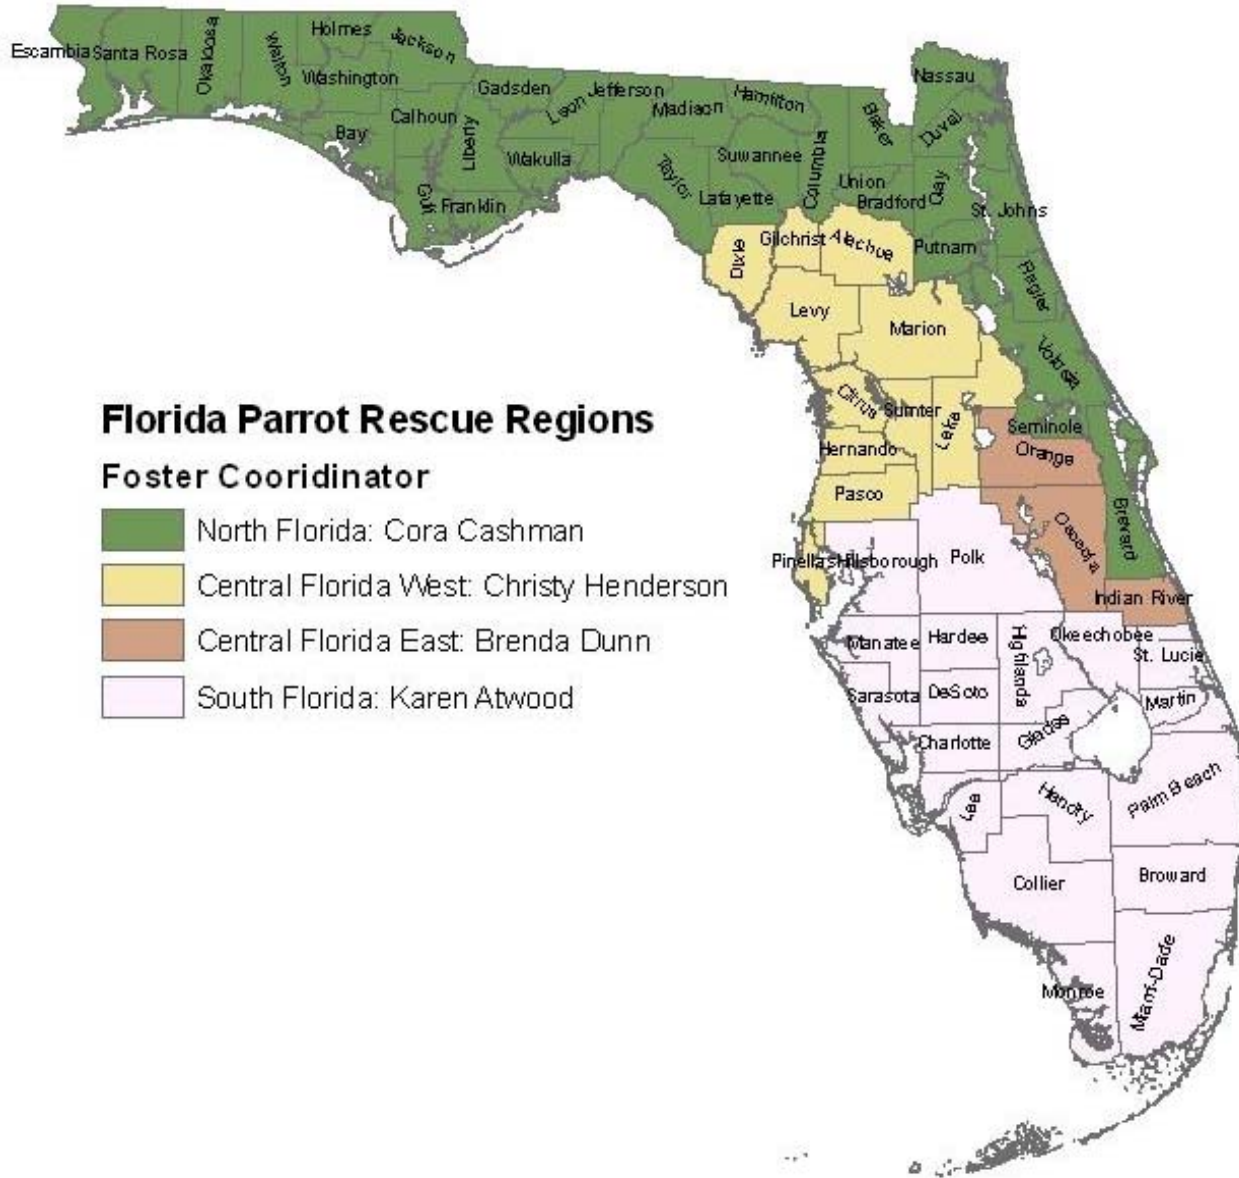 Escambia
Santa Rosa
Okaloosa
Walton
Holmes
Jackson
Washington
Bay
Calhoun
Gulf
Liberty
Gadsden
Franklin
Leon
Wakulla
Jefferson
Madison
Taylor
Hamilton
Suwannee
Lafayette
Columbia
Baker
Union
Bradford
Nassau
Duval
Clay
St. Johns
Putnam
Flagler
Volusia
Seminole
Brevard
Dixie
Gilchrist
Alachua
Levy
Marion
Citrus
Sumter
Lake
Hernando
Pasco
Pinellas
Orange
Osceola
Indian River
Hillsborough
Polk
Manatee
Hardee
Highlands
Okeechobee
St. Lucie
Sarasota
DeSoto
Martin
Charlotte
Glades
Lee
Hendry
Palm Beach
Collier
Broward
Monroe
Miami-Dade
Florida Parrot Rescue Regions
Foster Cooridinator
North Florida: Cora Cashman
Central Florida West: Christy Henderson
Central Florida East: Brenda Dunn
South Florida: Karen Atwood